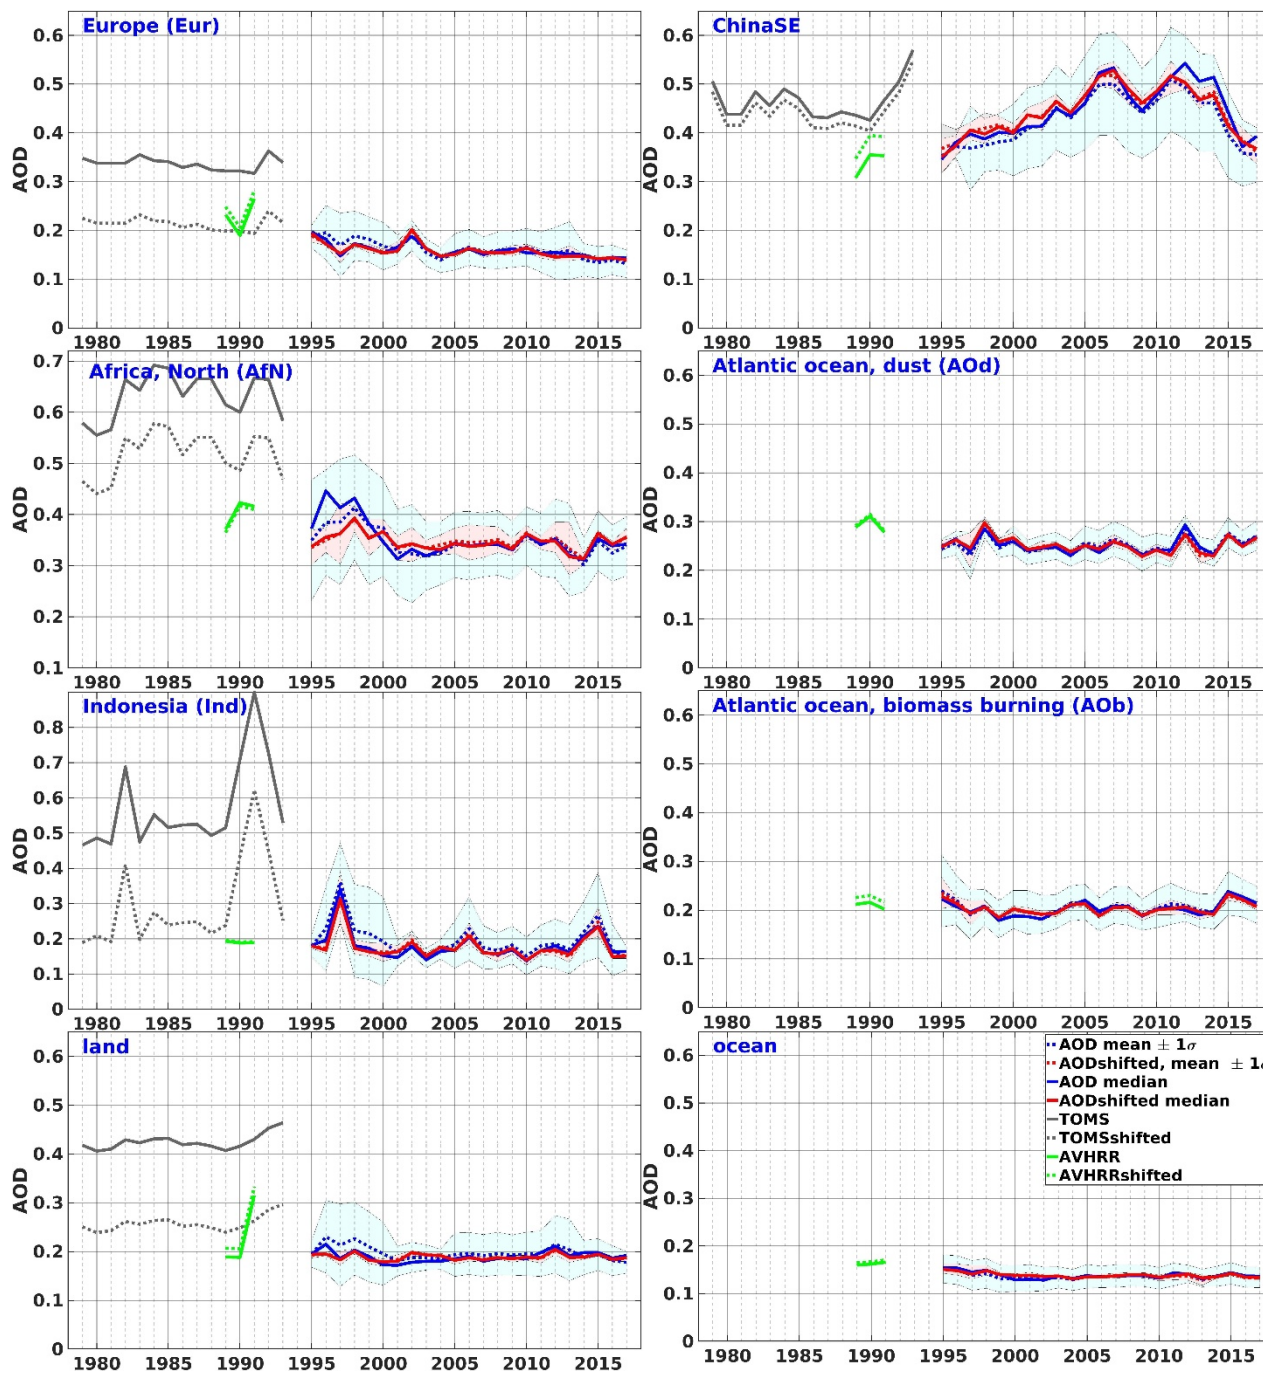 Europe (Eur)
AOD
0.6
0.5
0.4
0.3
0.2
0.1
0
1980 1985 1990 1995 2000 2005 2010 2015
ChinaSE
AOD
0.6
0.5
0.4
0.3
0.2
0.1
0
1980 1985 1990 1995 2000 2005 2010 2015
Africa, North (AfN)
AOD
0.7
0.6
0.5
0.4
0.3
0.2
0.1
1980 1985 1990 1995 2000 2005 2010 2015
Atlantic ocean, dust (AOd)
AOD
0.6
0.5
0.4
0.3
0.2
0.1
0
1980 1985 1990 1995 2000 2005 2010 2015
Indonesia (Ind)
AOD
0.8
0.7
0.6
0.5
0.4
0.3
0.2
0.1
0
1980 1985 1990 1995 2000 2005 2010 2015
Atlantic ocean, biomass burning (AOb)
AOD
0.6
0.5
0.4
0.3
0.2
0.1
0
1980 1985 1990 1995 2000 2005 2010 2015
land
AOD
0.6
0.5
0.4
0.3
0.2
0.1
0
1980 1985 1990 1995 2000 2005 2010 2015
ocean
AOD
0.6
0.5
0.4
0.3
0.2
0.1
0
1980 1985 1990 1995 2000 2005 2010 2015
AOD mean ± 1σ
AODshifted, mean ± 1σ
AOD median
AODshifted median
TOMS
TOMSshifted
AVHRR
AVHRRshifted